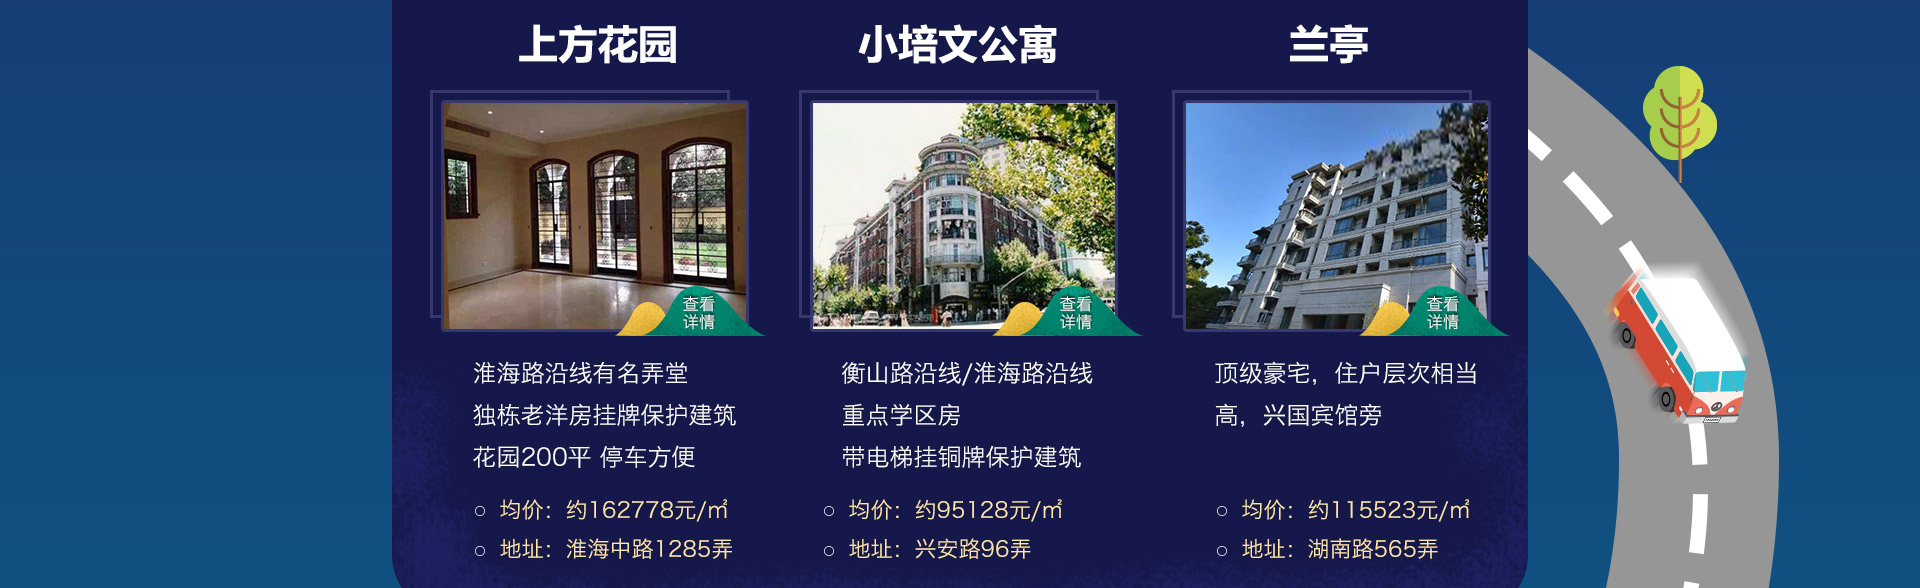 上方花园
查看
详情
淮海路沿线有名弄堂
独栋老洋房挂牌保护建筑
花园200平 停车方便
均价：约162778元/㎡
地址：淮海中路1285弄
小培文公寓
查看
详情
衡山路沿线/淮海路沿线
重点学区房
带电梯挂铜牌保护建筑
均价：约95128元/㎡
地址：兴安路96弄
兰亭
查看
详情
顶级豪宅，住户层次相当
高，兴国宾馆旁
均价：约115523元/㎡
地址：湖南路565弄